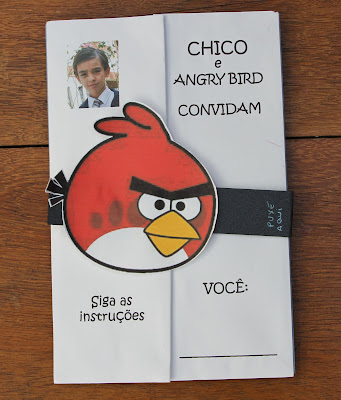 CHICO
e
ANGRY BIRD
CONVIDAM
PUXE
AQUI
Siga as
instruções
VOCÊ: